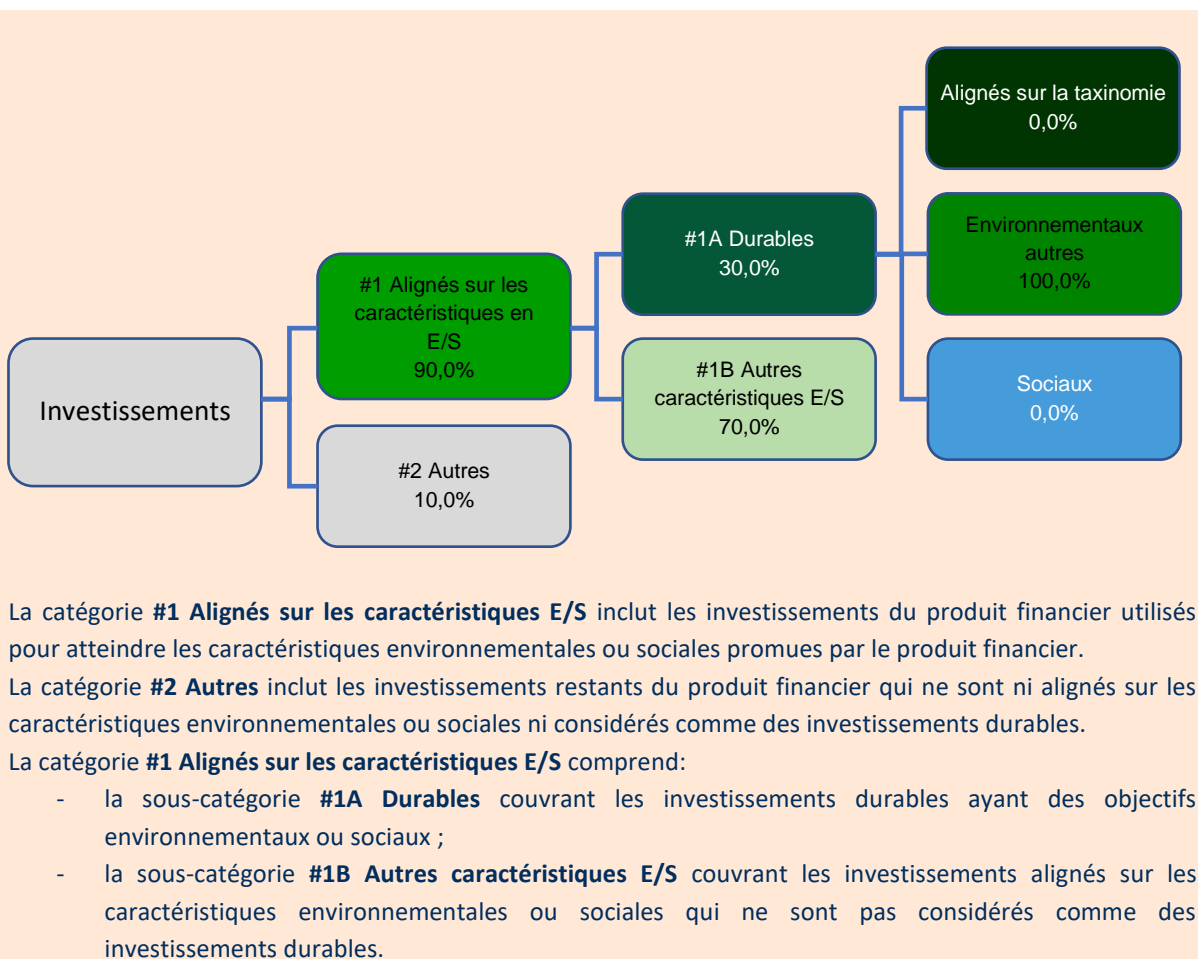 Alignés sur la taxinomie
0,0%
#1A Durables
30,0%
Environnementaux
autres
100,0%
#1 Alignés sur les
caractéristiques en
E/S
90,0%
#1B Autres
caractéristiques E/S
70,0%
Sociaux
0,0%
Investissements
#2 Autres
10,0%
La catégorie #1 Alignés sur les caractéristiques E/S inclut les investissements du produit financier utilisés
pour atteindre les caractéristiques environnementales ou sociales promues par le produit financier.
La catégorie #2 Autres inclut les investissements restants du produit financier qui ne sont ni alignés sur les
caractéristiques environnementales ou sociales ni considérés comme des investissements durables.
La catégorie #1 Alignés sur les caractéristiques E/S comprend:
- la sous-catégorie #1A Durables couvrant les investissements durables ayant des objectifs
environnementaux ou sociaux ;
- la sous-catégorie #1B Autres caractéristiques E/S couvrant les investissements alignés sur les
caractéristiques environnementales ou sociales qui ne sont pas considérés comme des
investissements durables.